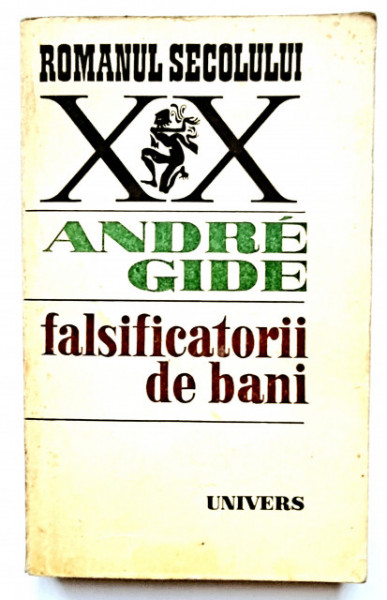 ROMANUL SECOLULUI
XX
ANDRÉ
GIDE
falsificatorii
de bani
UNIVERS